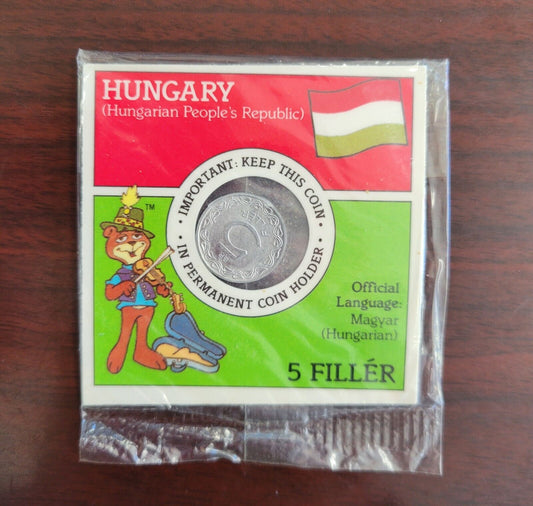 HUNGARY
(Hungarian People's Republic)
• IMPORTANT: KEEP THIS COIN •
IN PERMANENT COIN HOLDER
5
FILLÉR
TM
Official
Language:
Magyar
(Hungarian)
5 FILLÉR